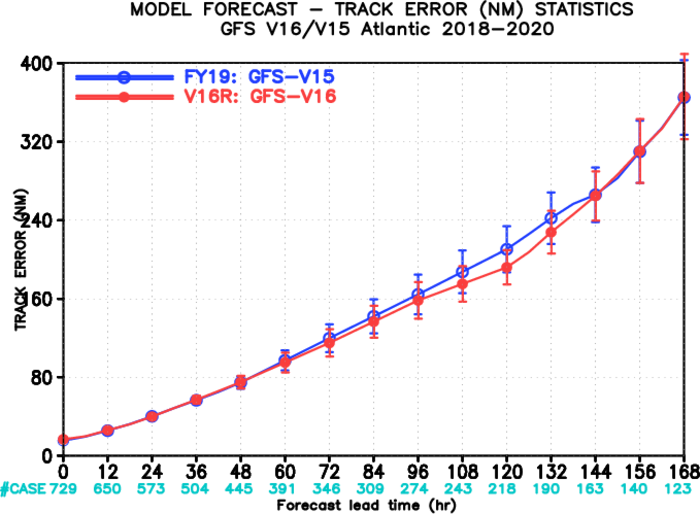 MODEL FORECAST – TRACK ERROR (NM) STATISTICS
GFS V16/V15 Atlantic 2018–2020
FY19: GFS–V15
V16R: GFS–V16
400
320
240
160
80
0
TRACK ERROR (NM)
0 12 24 36 48 60 72 84 96 108 120 132 144 156 168
#CASE 729 650 573 504 445 391 346 309 274 243 218 190 163 140 123
Forecast lead time (hr)